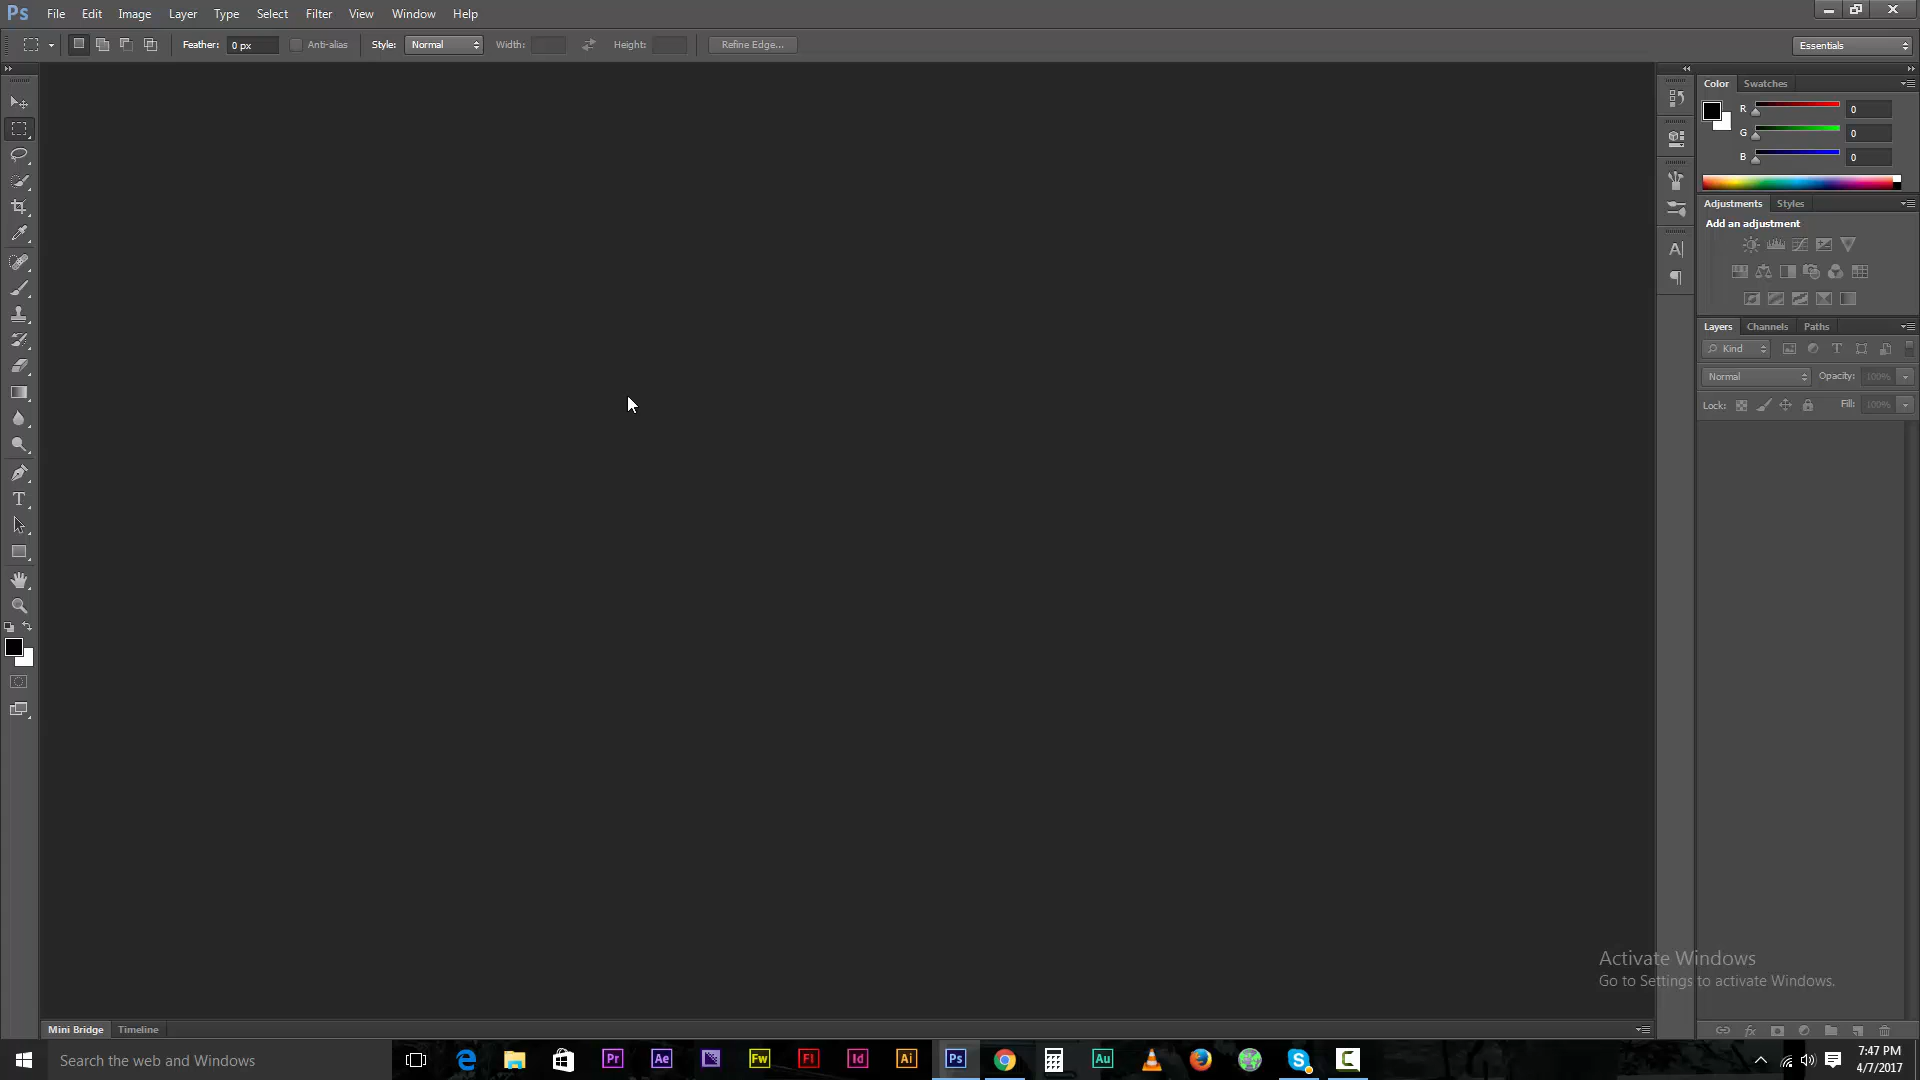 Ps File Edit Image Layer Type Select Filter View Window Help
Feather: 0 px Anti-alias Style: Normal Width: Height: Refine Edge... Essentials
Color Swatches
R 0
G 0
B 0
Adjustments Styles
Add an adjustment
Layers Channels Paths
Kind
Normal Opacity: 100%
Lock: Fill: 100%
Activate Windows
Go to Settings to activate Windows.
Mini Bridge Timeline
Search the web and Windows
Pr Ae Fw Fl Id Ai Ps Au
7:47 PM
4/7/2017